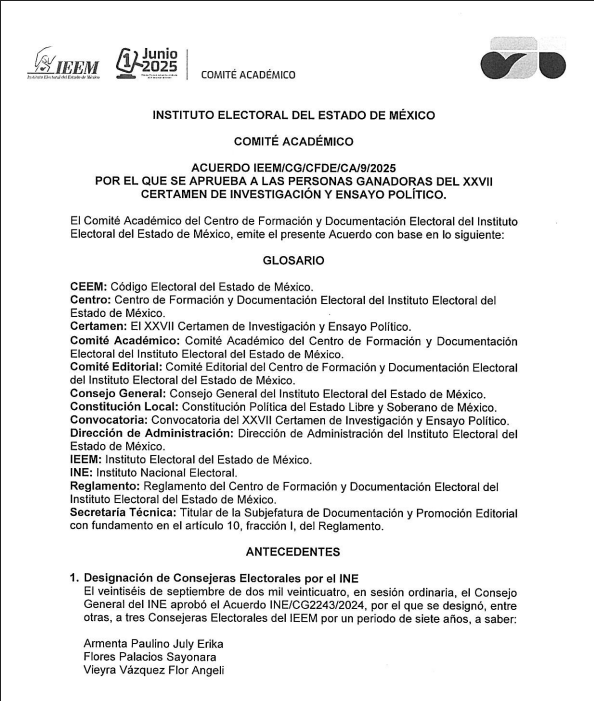 IEEM
Instituto Electoral del Estado de México
1 Junio
2025
COMITÉ ACADÉMICO
INSTITUTO ELECTORAL DEL ESTADO DE MÉXICO
COMITÉ ACADÉMICO
ACUERDO IEEM/CG/CFDE/CA/9/2025
POR EL QUE SE APRUEBA A LAS PERSONAS GANADORAS DEL XXVII
CERTAMEN DE INVESTIGACIÓN Y ENSAYO POLÍTICO.
El Comité Académico del Centro de Formación y Documentación Electoral del Instituto
Electoral del Estado de México, emite el presente Acuerdo con base en lo siguiente:
GLOSARIO
CEEM: Código Electoral del Estado de México.
Centro: Centro de Formación y Documentación Electoral del Instituto Electoral del
Estado de México.
Certamen: El XXVII Certamen de Investigación y Ensayo Político.
Comité Académico: Comité Académico del Centro de Formación y Documentación
Electoral del Instituto Electoral del Estado de México.
Comité Editorial: Comité Editorial del Centro de Formación y Documentación Electoral
del Instituto Electoral del Estado de México.
Consejo General: Consejo General del Instituto Electoral del Estado de México.
Constitución Local: Constitución Política del Estado Libre y Soberano de México.
Convocatoria: Convocatoria del XXVII Certamen de Investigación y Ensayo Político.
Dirección de Administración: Dirección de Administración del Instituto Electoral del
Estado de México.
IEEM: Instituto Electoral del Estado de México.
INE: Instituto Nacional Electoral.
Reglamento: Reglamento del Centro de Formación y Documentación Electoral del
Instituto Electoral del Estado de México.
Secretaría Técnica: Titular de la Subjefatura de Documentación y Promoción Editorial
con fundamento en el artículo 10, fracción I, del Reglamento.
ANTECEDENTES
1. Designación de Consejeras Electorales por el INE
El veintiséis de septiembre de dos mil veinticuatro, en sesión ordinaria, el Consejo
General del INE aprobó el Acuerdo INE/CG2243/2024, por el que se designó, entre
otras, a tres Consejeras Electorales del IEEM por un periodo de siete años, a saber:
Armenta Paulino July Erika
Flores Palacios Sayonara
Vieyra Vázquez Flor Angeli